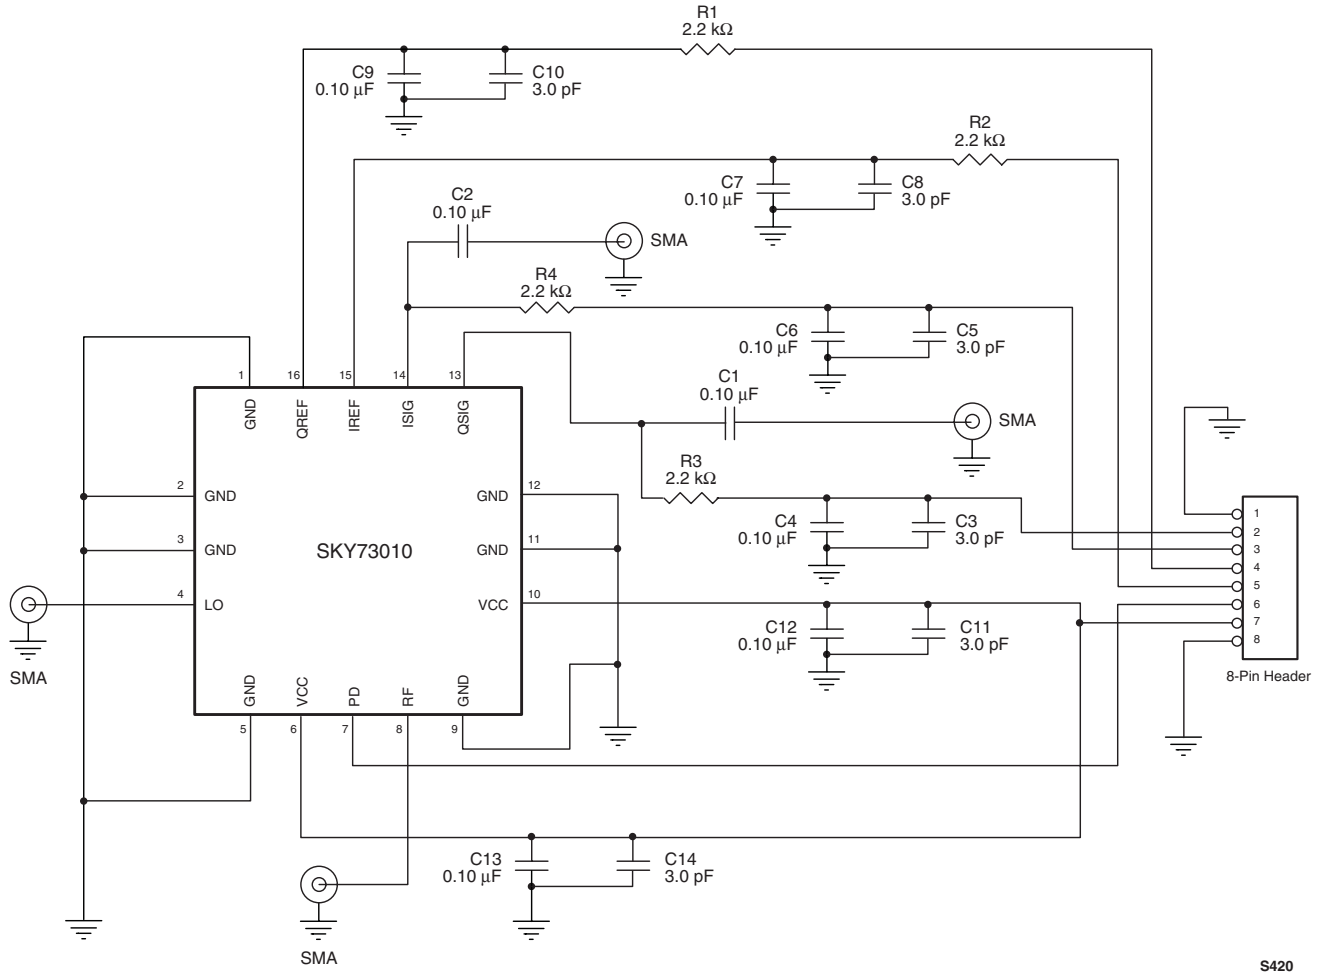 R1
2.2 kΩ
C9
0.10 µF
C10
3.0 pF
R2
2.2 kΩ
C7
0.10 µF
C8
3.0 pF
C2
0.10 µF
SMA
R4
2.2 kΩ
C6
0.10 µF
C5
3.0 pF
C1
0.10 µF
SMA
R3
2.2 kΩ
C4
0.10 µF
C3
3.0 pF
1
16
15
14
13
GND
QREF
IREF
ISIG
QSIG
2
GND
3
GND
4
LO
SMA
SKY73010
GND
12
GND
11
VCC
10
C12
0.10 µF
C11
3.0 pF
GND
VCC
PD
RF
GND
5
6
7
8
9
1
2
3
4
5
6
7
8
8-Pin Header
C13
0.10 µF
C14
3.0 pF
SMA
S420